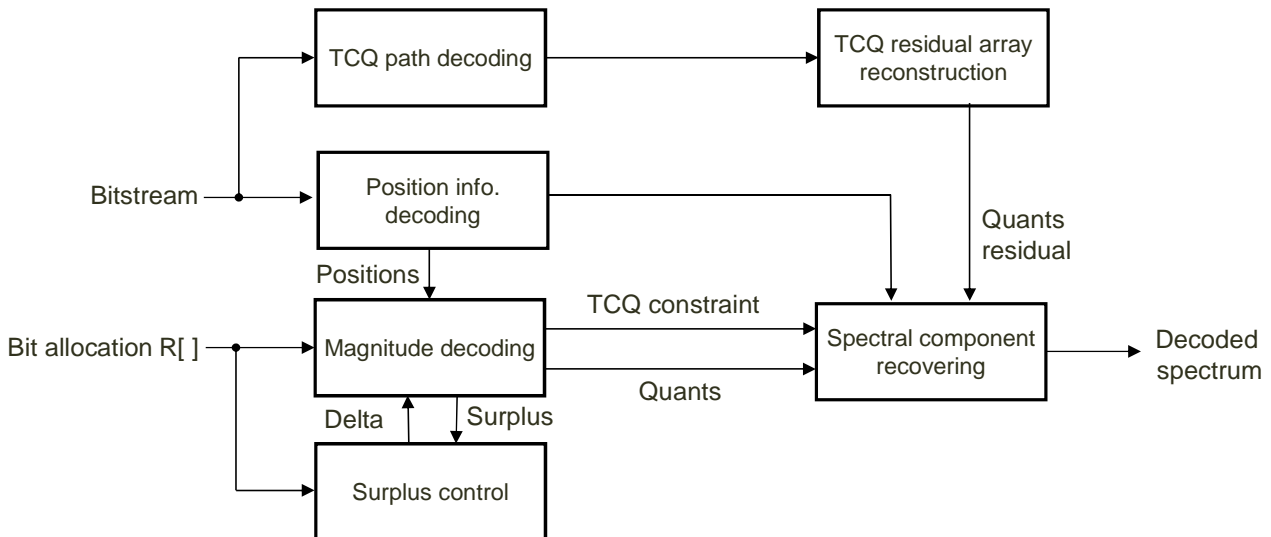 TCQ path decoding
TCQ residual array
reconstruction
Bitstream
Position info.
decoding
Quants
residual
Positions
TCQ constraint
Bit allocation R[ ]
Magnitude decoding
Spectral component
recovering
Decoded
spectrum
Quants
Delta
Surplus
Surplus control